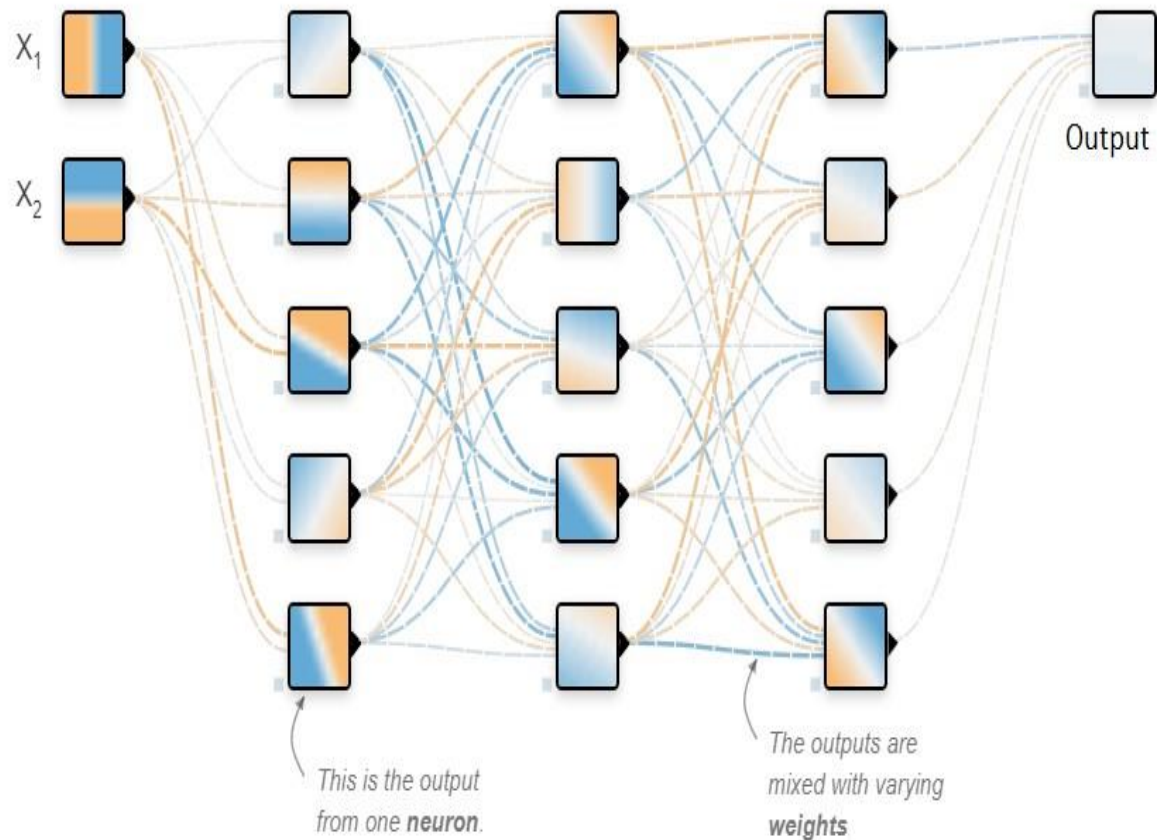 X₁
X₂
Output
This is the output
from one neuron.
The outputs are
mixed with varying
weights